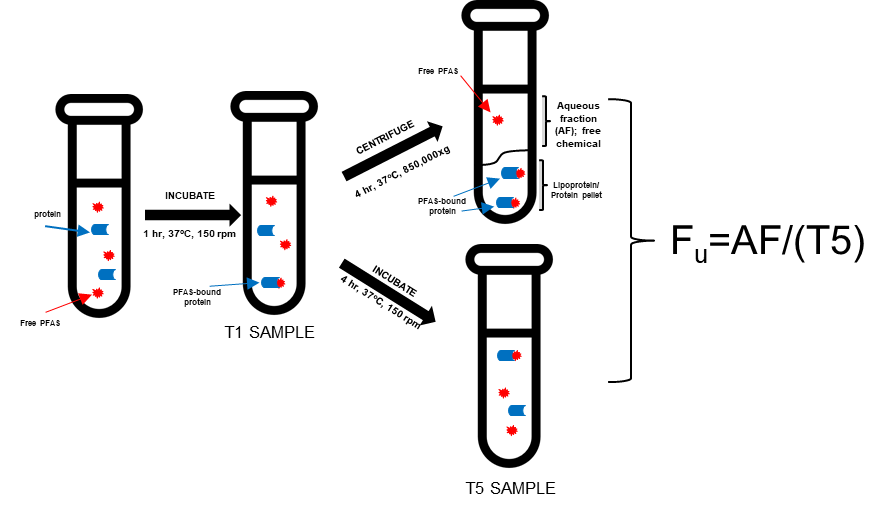 protein
Free PFAS
INCUBATE
1 hr, 37ºC, 150 rpm
PFAS-bound
protein
T1 SAMPLE
CENTRIFUGE
4 hr, 37ºC, 850,000xg
INCUBATE
4 hr, 37ºC, 150 rpm
Free PFAS
Aqueous
fraction
(AF); free
chemical
PFAS-bound
protein
Lipoprotein/
Protein pellet
T5 SAMPLE
Fu=AF/(T5)